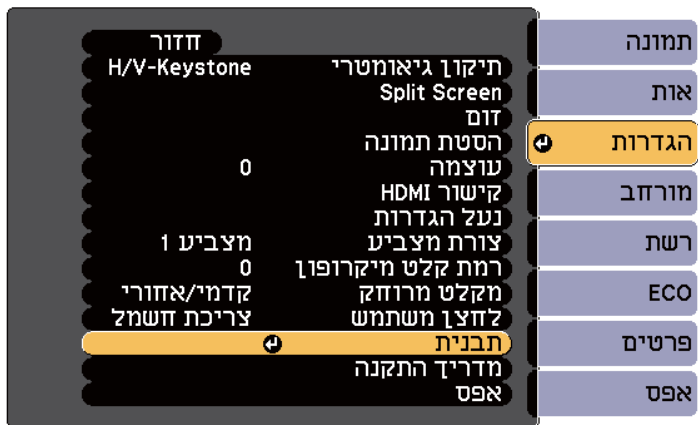 תמונה
אות
הגדרות
מורחב
רשת
ECO
פרטים
אפס
חזור
תיקון גיאומטרי H/V-Keystone
Split Screen
זום
הסטת תמונה
עוצמה 0
קישור HDMI
נעל הגדרות
צורת מצביע מצביע 1
רמת קלט מיקרופון 0
מקלט מרוחק קדמי/אחורי
לחצן משתמש צריכת חשמל
תבנית
מדריך התקנה
אפס